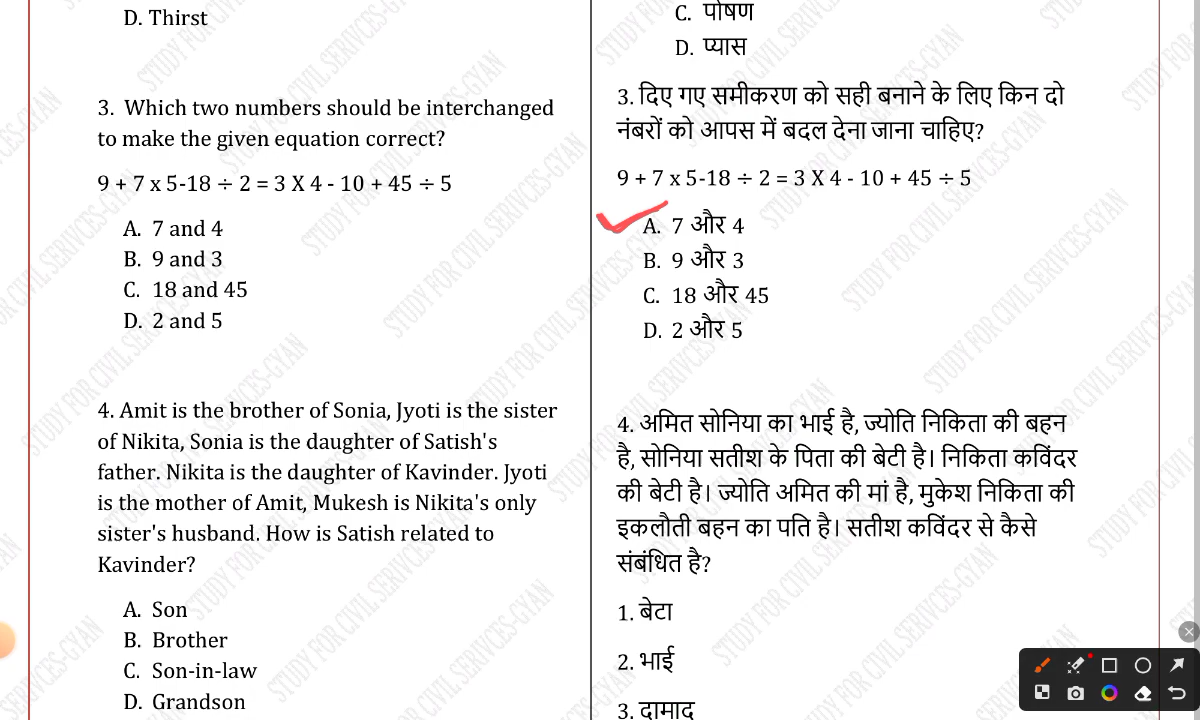 D. Thirst
3. Which two numbers should be interchanged
to make the given equation correct?
9 + 7 x 5-18 ÷ 2 = 3 X 4 - 10 + 45 ÷ 5
A. 7 and 4
B. 9 and 3
C. 18 and 45
D. 2 and 5
4. Amit is the brother of Sonia, Jyoti is the sister
of Nikita, Sonia is the daughter of Satish's
father. Nikita is the daughter of Kavinder. Jyoti
is the mother of Amit, Mukesh is Nikita's only
sister's husband. How is Satish related to
Kavinder?
A. Son
B. Brother
C. Son-in-law
D. Grandson
C. पोषण
D. प्यास
3. दिए गए समीकरण को सही बनाने के लिए किन दो
नंबरों को आपस में बदल देना जाना चाहिए?
9 + 7 x 5-18 ÷ 2 = 3 X 4 - 10 + 45 ÷ 5
A. 7 और 4
B. 9 और 3
C. 18 और 45
D. 2 और 5
4. अमित सोनिया का भाई है, ज्योति निकिता की बहन
है, सोनिया सतीश के पिता की बेटी है। निकिता कविंदर
की बेटी है। ज्योति अमित की मां है, मुकेश निकिता की
इकलौती बहन का पति है। सतीश कविंदर से कैसे
संबंधित है?
1. बेटा
2. भाई
3. दामाद
STUDY FOR CIVIL SERIVCES-GYAN